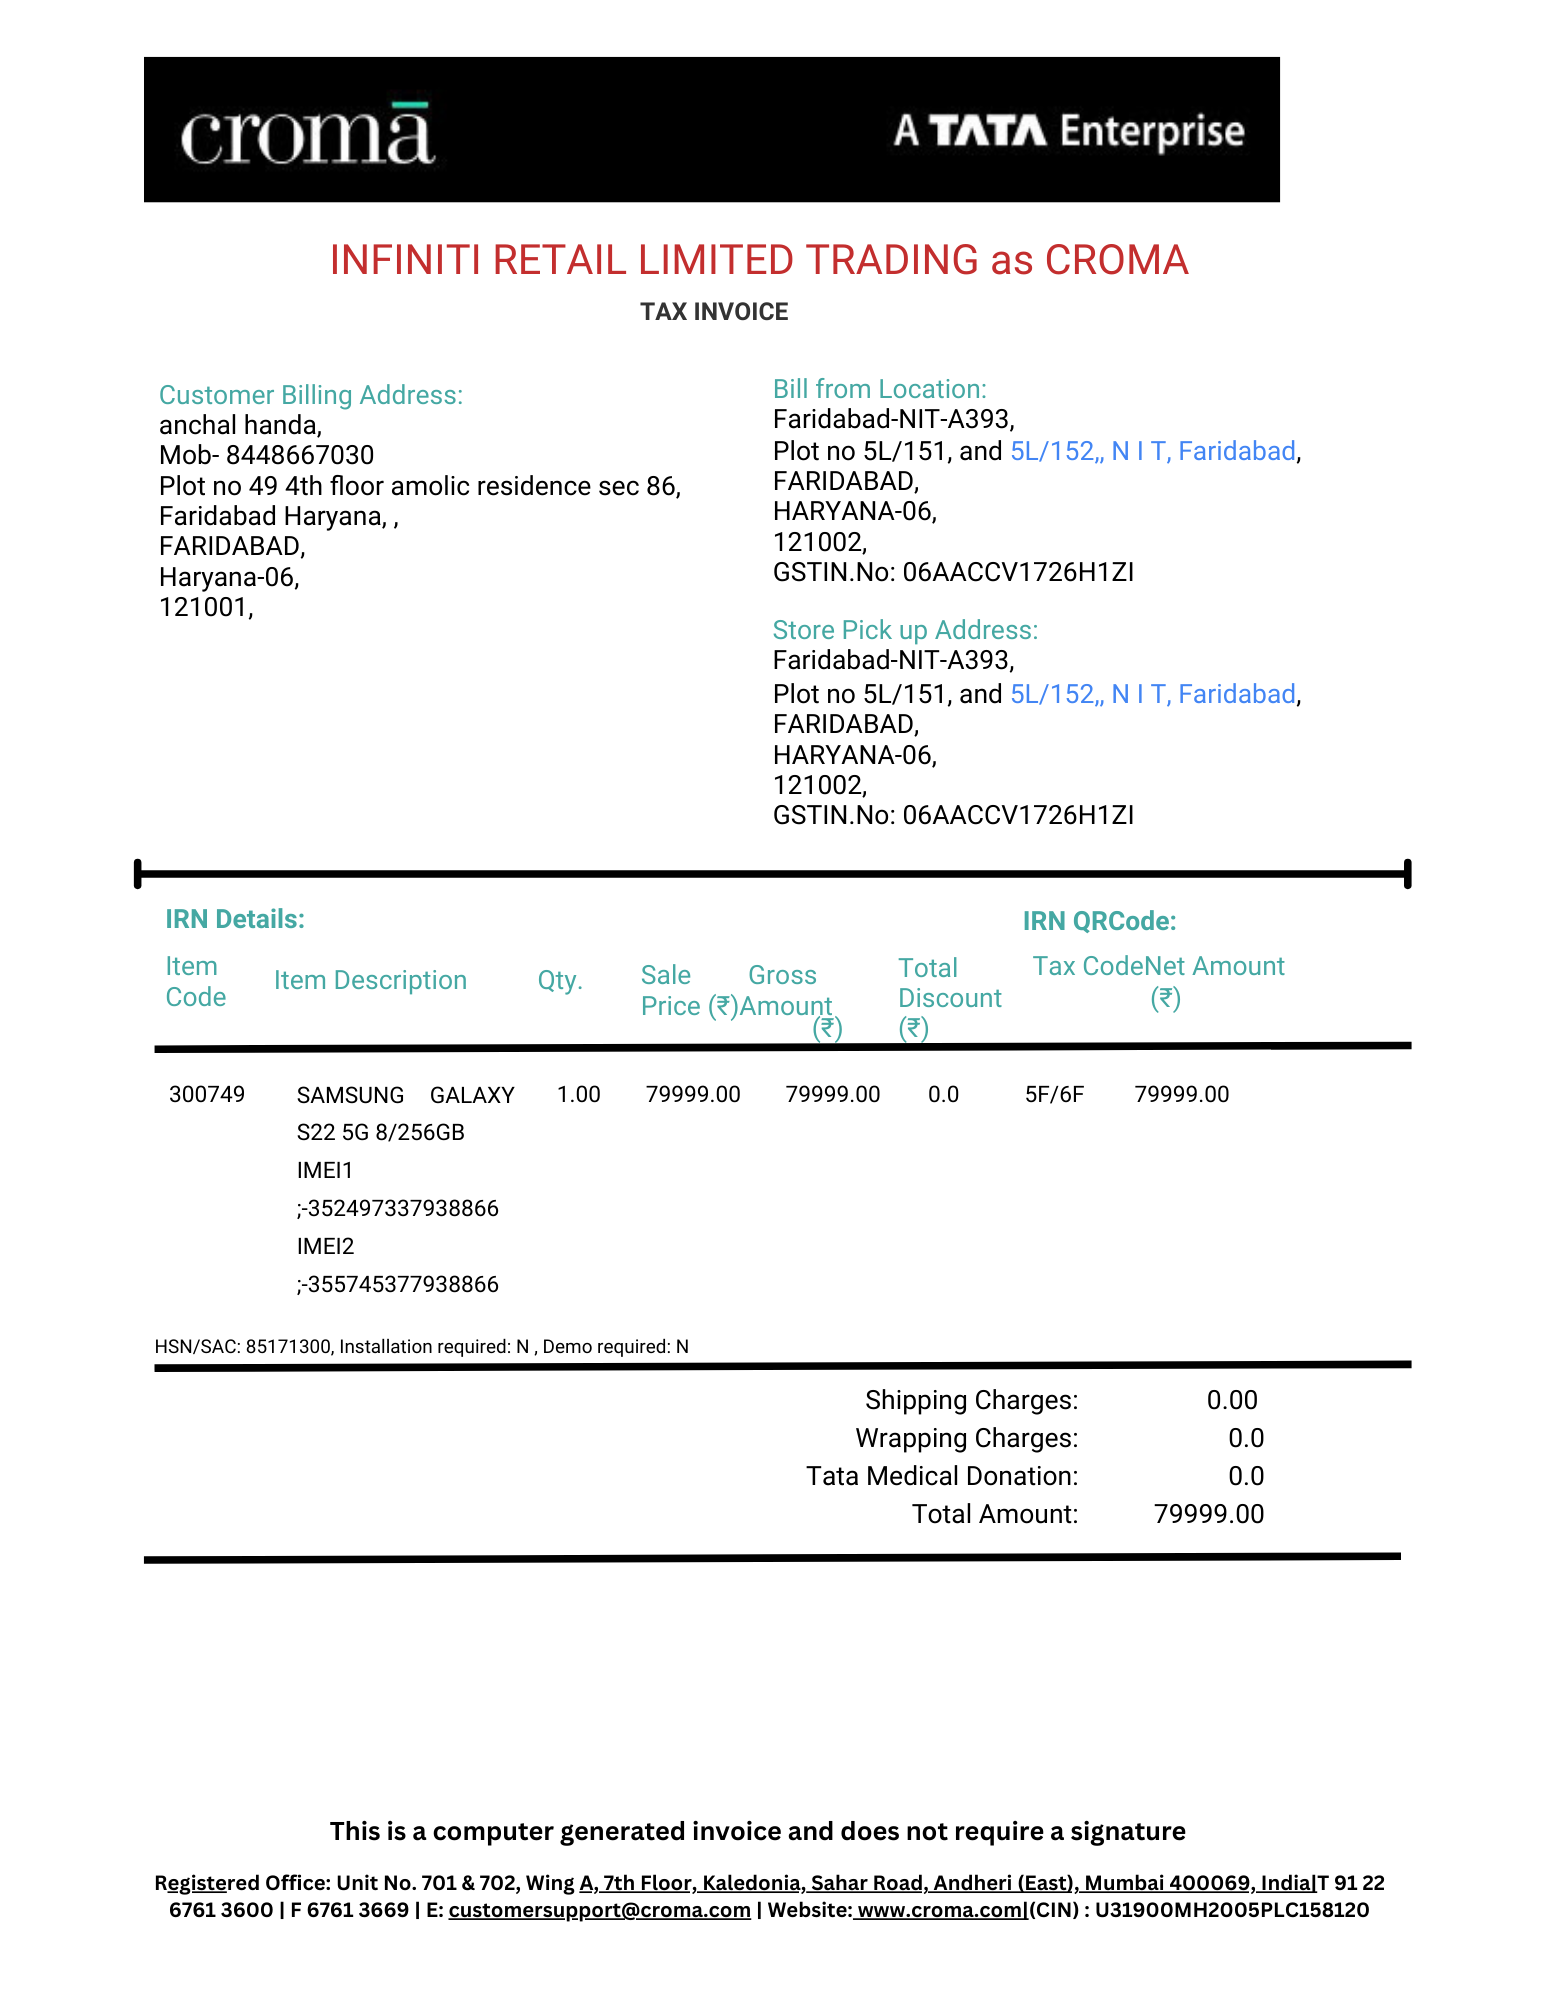 cromā
A TATA Enterprise
INFINITI RETAIL LIMITED TRADING as CROMA
TAX INVOICE
Customer Billing Address:
anchal handa,
Mob- 8448667030
Plot no 49 4th floor amolic residence sec 86,
Faridabad Haryana, ,
FARIDABAD,
Haryana-06,
121001,
Bill from Location:
Faridabad-NIT-A393,
Plot no 5L/151, and 5L/152,, N I T, Faridabad,
FARIDABAD,
HARYANA-06,
121002,
GSTIN.No: 06AACCV1726H1ZI
Store Pick up Address:
Faridabad-NIT-A393,
Plot no 5L/151, and 5L/152,, N I T, Faridabad,
FARIDABAD,
HARYANA-06,
121002,
GSTIN.No: 06AACCV1726H1ZI
IRN Details:
IRN QRCode:
Item
Code
Item Description
Qty.
Sale
Price (₹)
Gross
Amount
(₹)
Total
Discount
(₹)
Tax Code
Net Amount
(₹)
300749 SAMSUNG GALAXY 1.00 79999.00 79999.00 0.0 5F/6F 79999.00
S22 5G 8/256GB
IMEI1
;-352497337938866
IMEI2
;-355745377938866
HSN/SAC: 85171300, Installation required: N , Demo required: N
Shipping Charges: 0.00
Wrapping Charges: 0.0
Tata Medical Donation: 0.0
Total Amount: 79999.00
This is a computer generated invoice and does not require a signature
Registered Office: Unit No. 701 & 702, Wing A, 7th Floor, Kaledonia, Sahar Road, Andheri (East), Mumbai 400069, India|T 91 22
6761 3600 | F 6761 3669 | E: customersupport@croma.com | Website: www.croma.com|(CIN) : U31900MH2005PLC158120